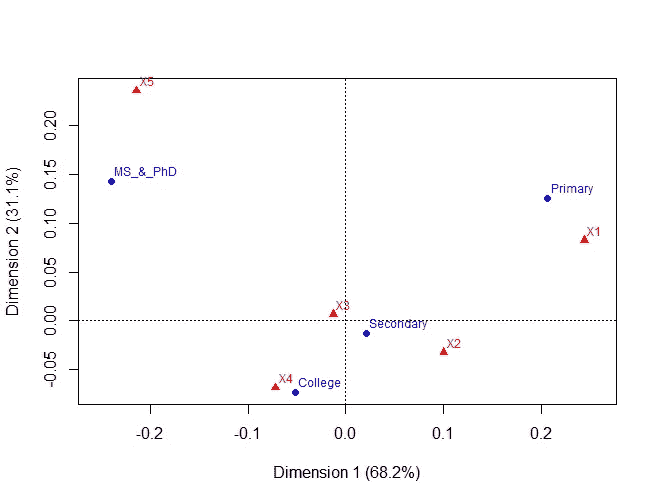 X5
0.20
MS_&_PhD
0.15
Primary
Dimension 2 (31.1%)
0.10
X1
0.05
X3
0.00
Secondary
X2
-0.05
X4
College
-0.2
-0.1
0.0
0.1
0.2
Dimension 1 (68.2%)